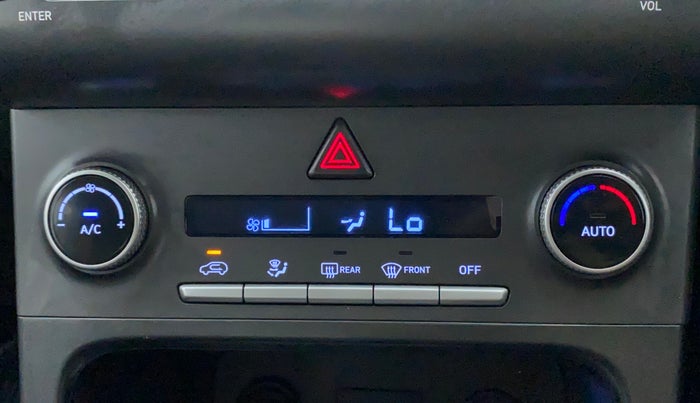 ENTER
VOL
Lo
- A/C +
AUTO
REAR
FRONT
OFF